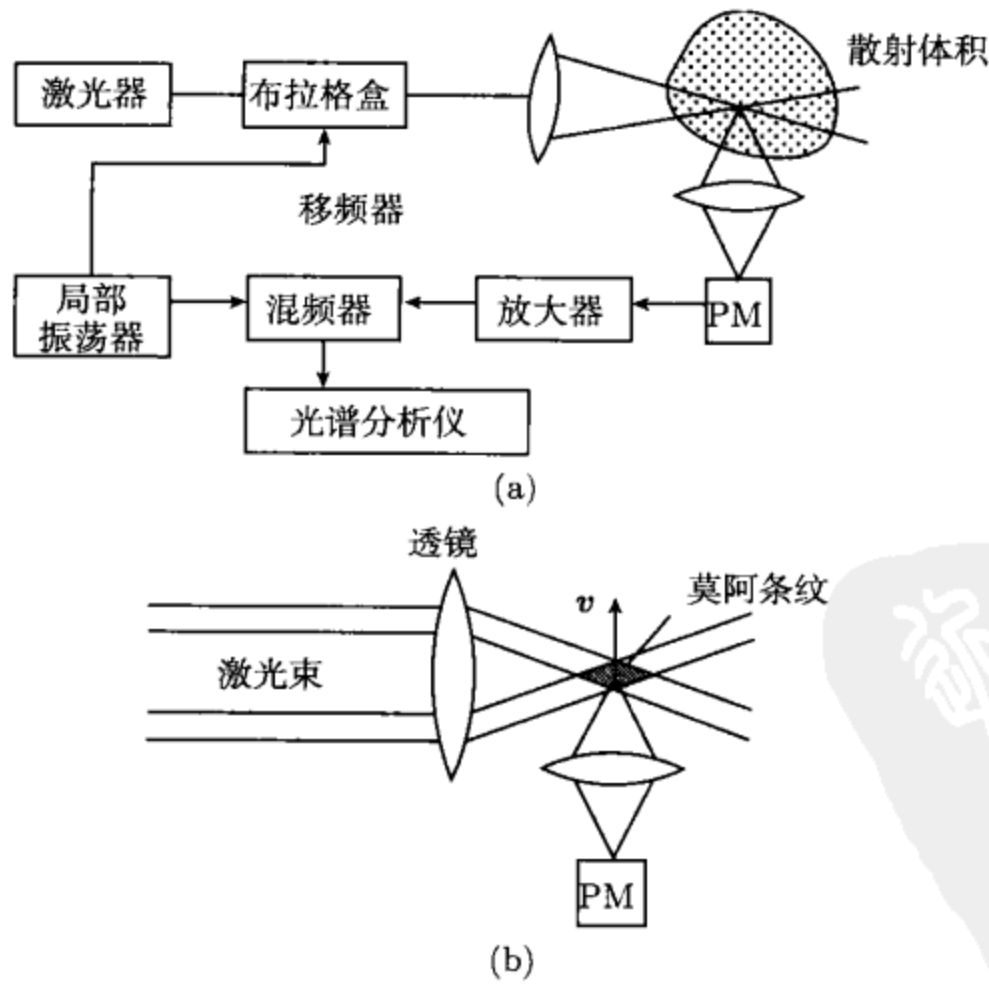 散射体积
激光器
布拉格盒
移频器
局部
振荡器
混频器
放大器
PM
光谱分析仪
(a)
透镜
莫阿条纹
v
激光束
PM
(b)